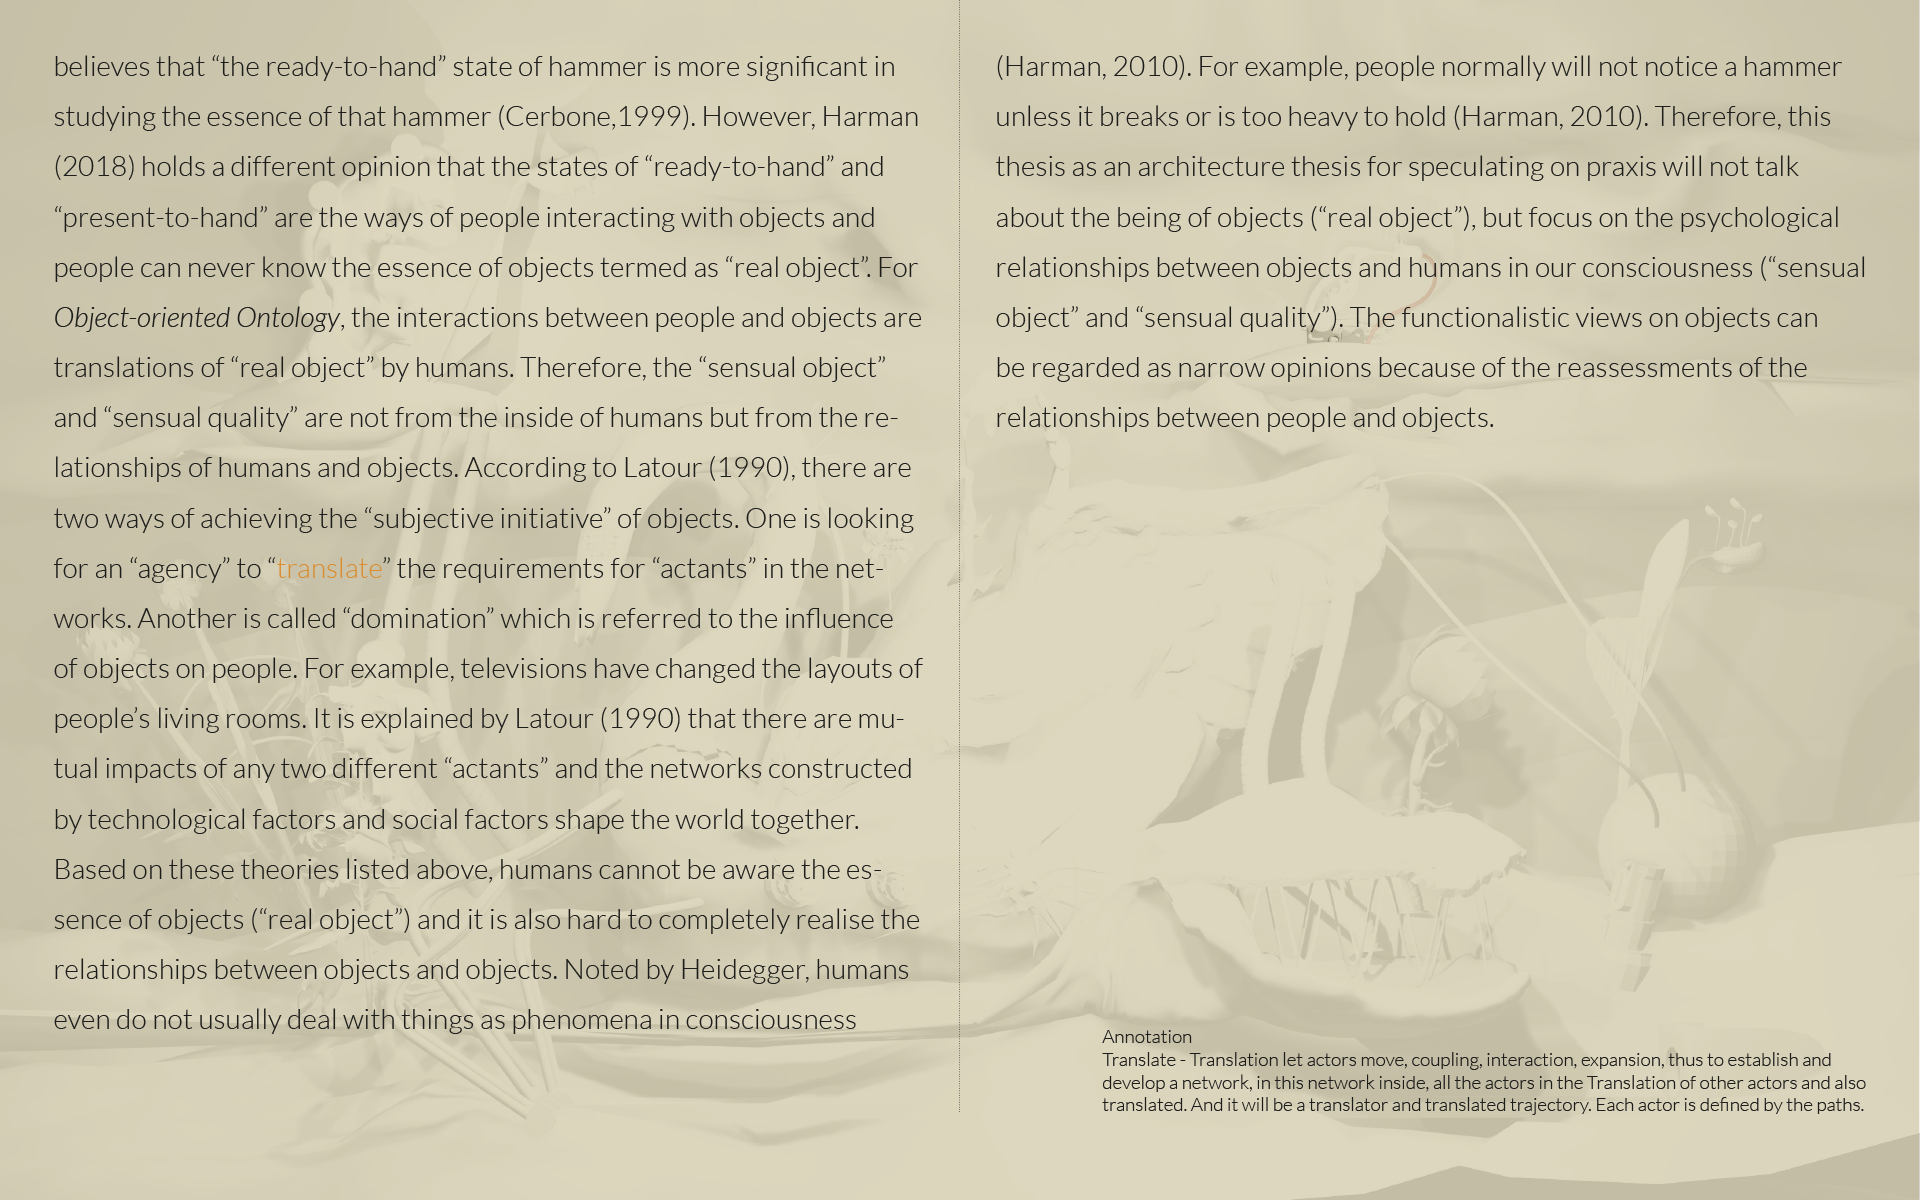 believes that “the ready-to-hand” state of hammer is more significant in
studying the essence of that hammer (Cerbone,1999). However, Harman
(2018) holds a different opinion that the states of “ready-to-hand” and
“present-to-hand” are the ways of people interacting with objects and
people can never know the essence of objects termed as “real object”. For
Object-oriented Ontology, the interactions between people and objects are
translations of “real object” by humans. Therefore, the “sensual object”
and “sensual quality” are not from the inside of humans but from the re-
lationships of humans and objects. According to Latour (1990), there are
two ways of achieving the “subjective initiative” of objects. One is looking
for an “agency” to “translate” the requirements for “actants” in the net-
works. Another is called “domination” which is referred to the influence
of objects on people. For example, televisions have changed the layouts of
people’s living rooms. It is explained by Latour (1990) that there are mu-
tual impacts of any two different “actants” and the networks constructed
by technological factors and social factors shape the world together.
Based on these theories listed above, humans cannot be aware the es-
sence of objects (“real object”) and it is also hard to completely realise the
relationships between objects and objects. Noted by Heidegger, humans
even do not usually deal with things as phenomena in consciousness
(Harman, 2010). For example, people normally will not notice a hammer
unless it breaks or is too heavy to hold (Harman, 2010). Therefore, this
thesis as an architecture thesis for speculating on praxis will not talk
about the being of objects (“real object”), but focus on the psychological
relationships between objects and humans in our consciousness (“sensual
object” and “sensual quality”). The functionalistic views on objects can
be regarded as narrow opinions because of the reassessments of the
relationships between people and objects.
Annotation
Translate - Translation let actors move, coupling, interaction, expansion, thus to establish and
develop a network, in this network inside, all the actors in the Translation of other actors and also
translated. And it will be a translator and translated trajectory. Each actor is defined by the paths.